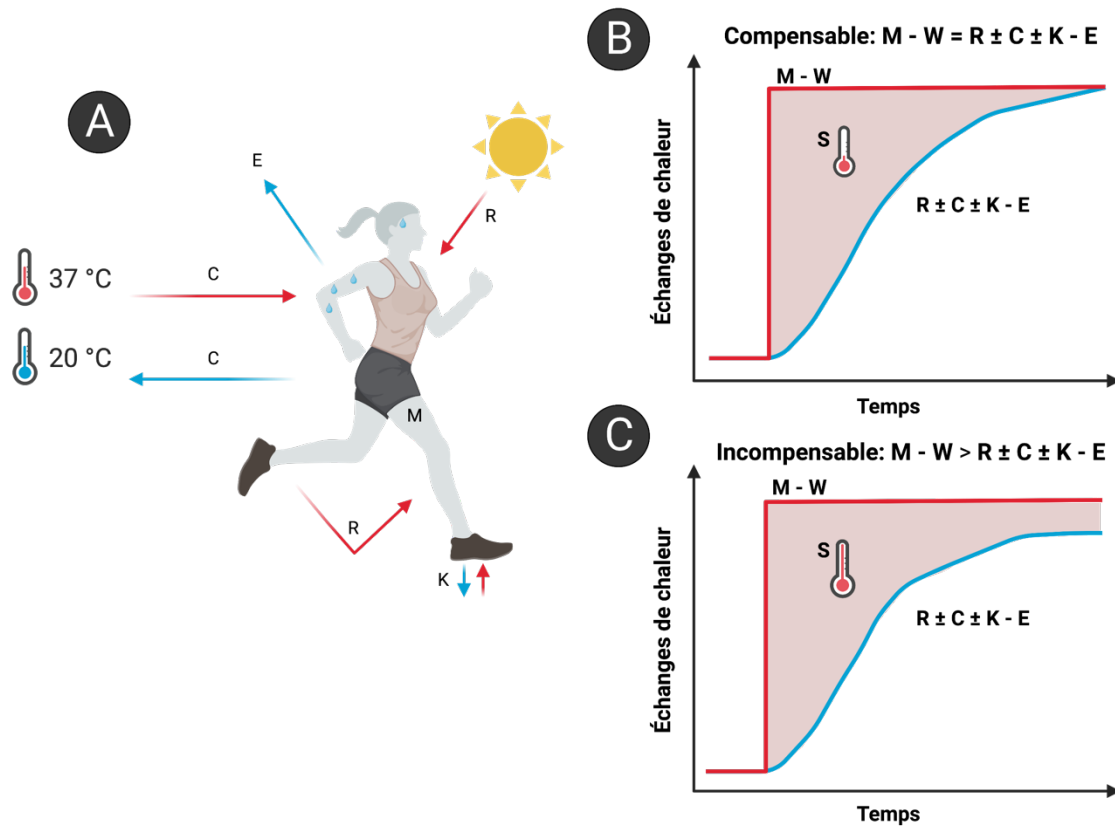 A
E
R
37 °C
C
20 °C
C
M
R
K
B
Compensable: M - W = R ± C ± K - E
M - W
S
R ± C ± K - E
Échanges de chaleur
Temps
C
Incompensable: M - W > R ± C ± K - E
M - W
S
R ± C ± K - E
Échanges de chaleur
Temps